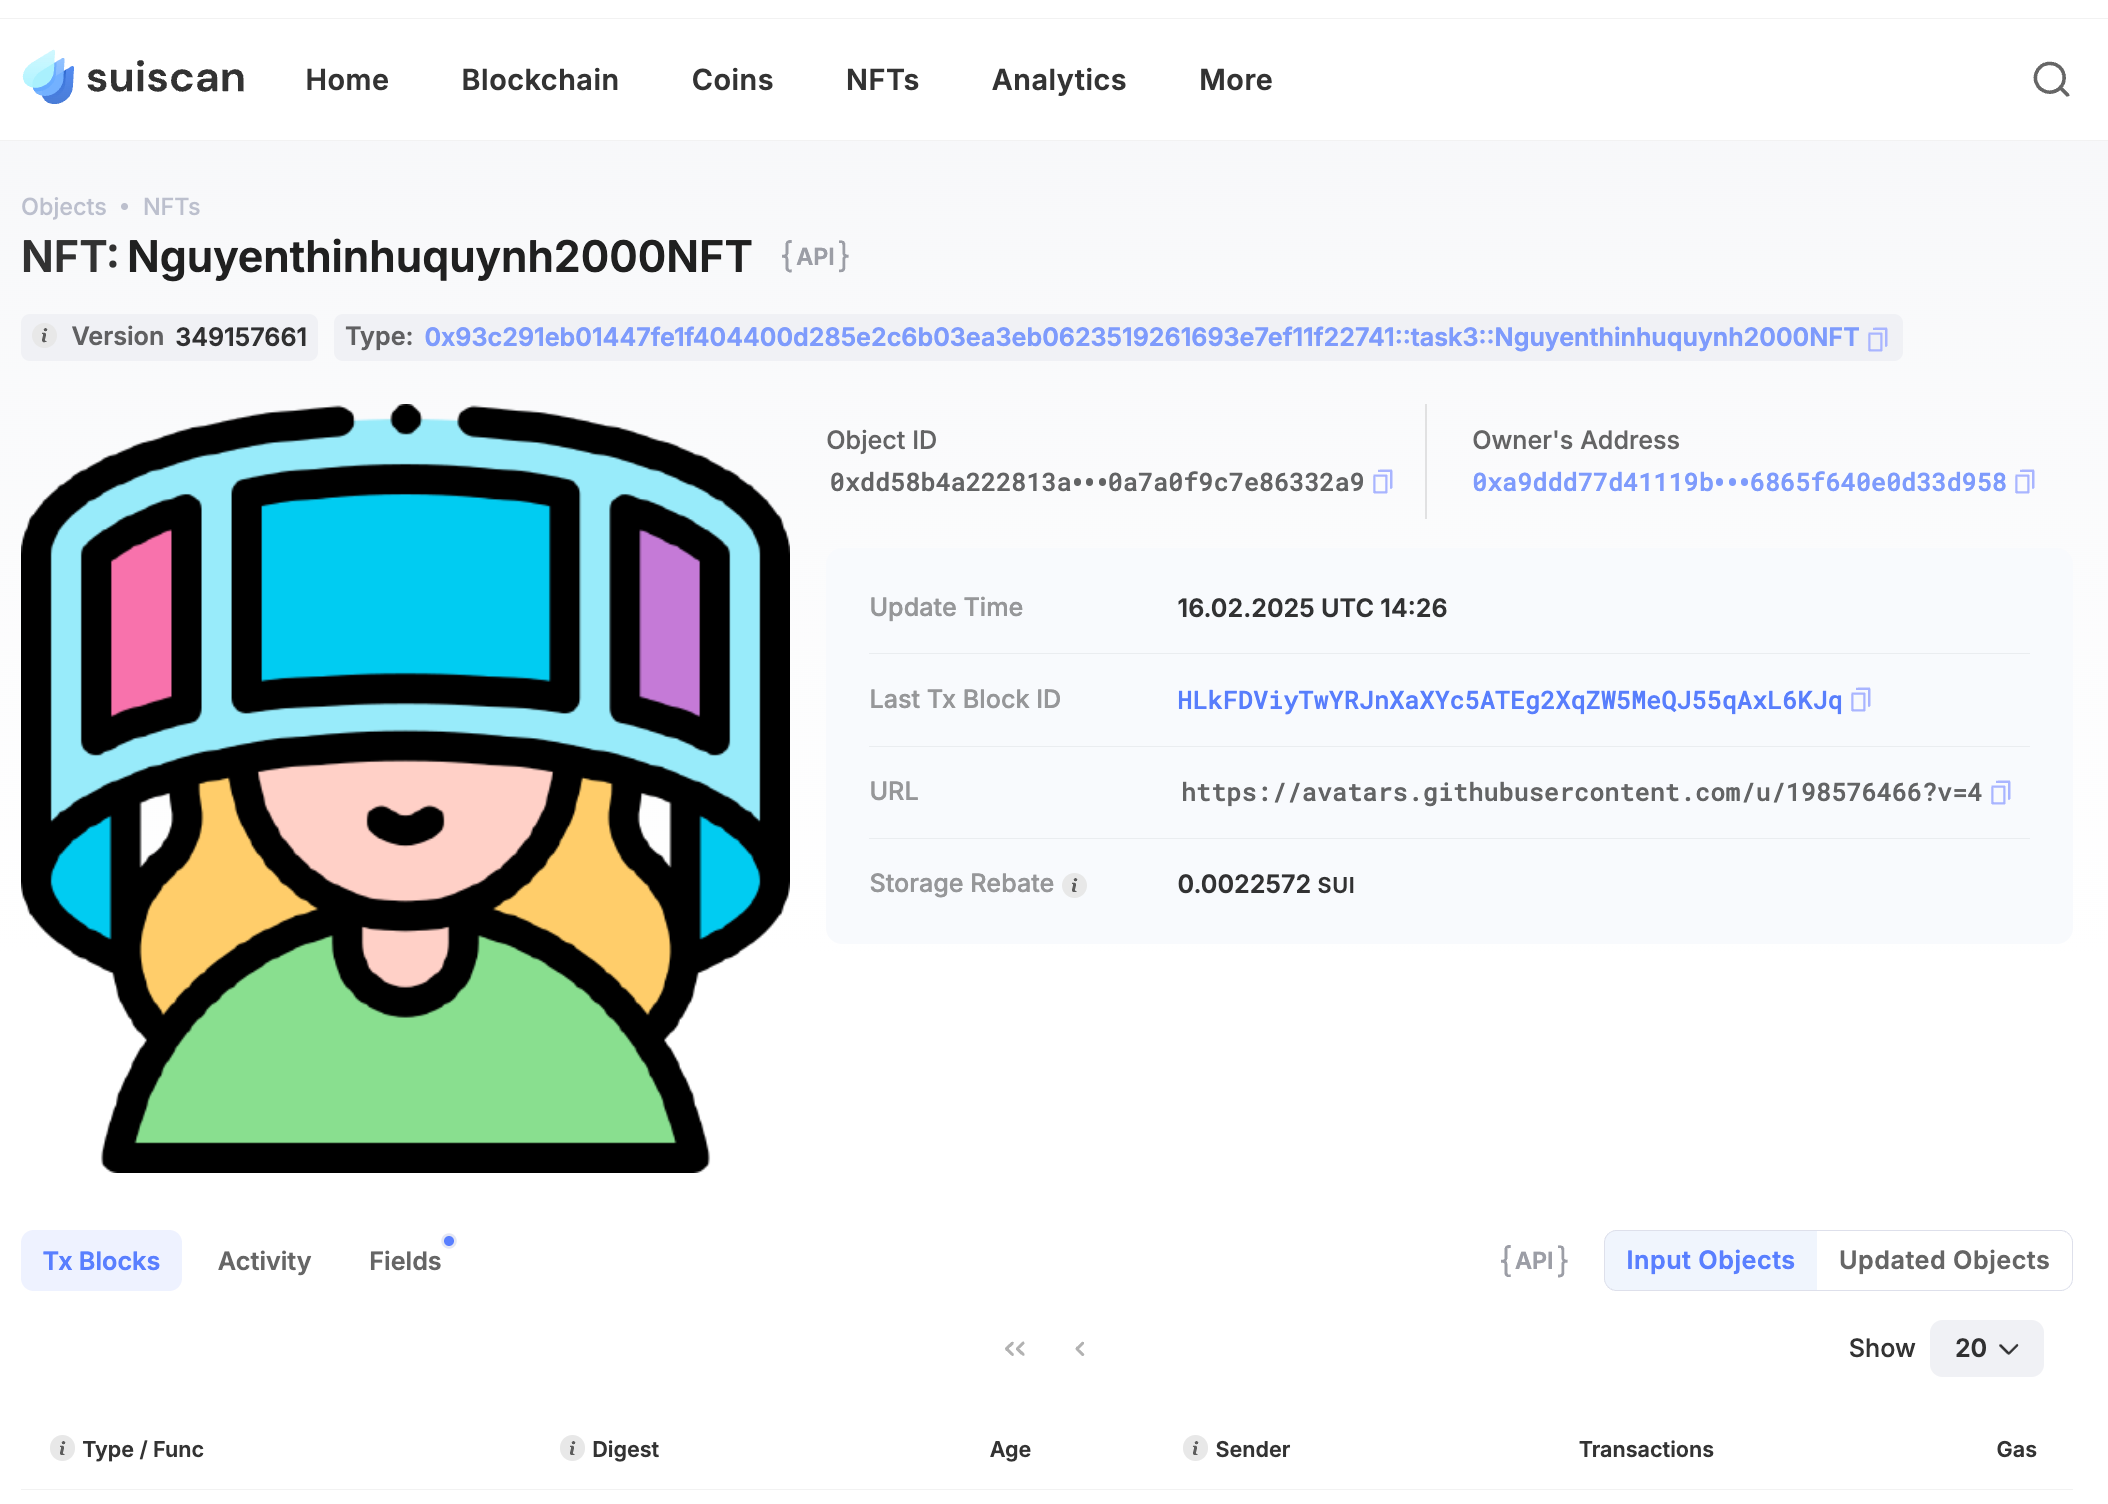 suiscan Home Blockchain Coins NFTs Analytics More
Objects • NFTs
NFT: Nguyenthinhuquynh2000NFT {API}
i Version 349157661 Type: 0x93c291eb01447fe1f404400d285e2c6b03ea3eb0623519261693e7ef11f22741::task3::Nguyenthinhuquynh2000NFT
Object ID
0xdd58b4a222813a•••0a7a0f9c7e86332a9
Owner's Address
0xa9ddd77d41119b•••6865f640e0d33d958
Update Time 16.02.2025 UTC 14:26
Last Tx Block ID HLkFDViyTwYRJnXaXYc5ATEg2XqZW5MeQJ55qAxL6KJq
URL https://avatars.githubusercontent.com/u/198576466?v=4
Storage Rebate i 0.0022572 SUI
Tx Blocks Activity Fields {API} Input Objects Updated Objects
Show 20
i Type / Func i Digest Age i Sender Transactions Gas